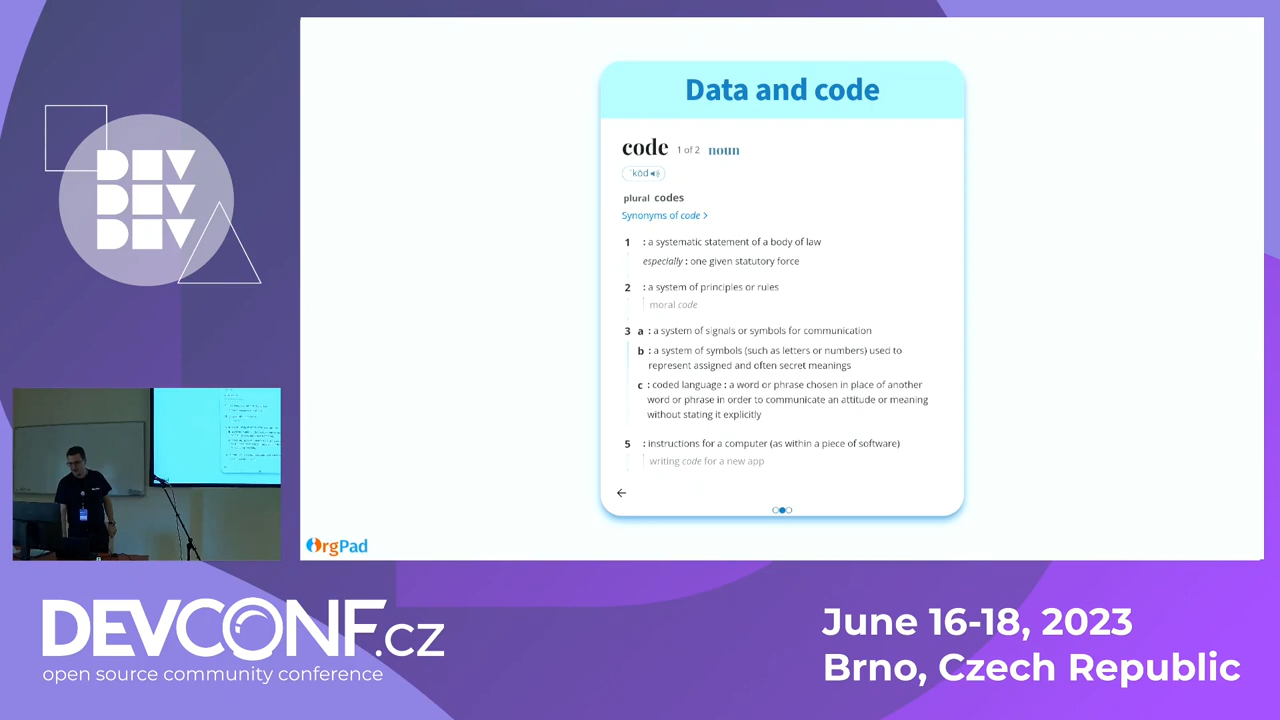 DEV
DEV
DEV
Data and code
code 1 of 2 noun
ˈkōd
plural codes
Synonyms of code >
1 : a systematic statement of a body of law
especially : one given statutory force
2 : a system of principles or rules
moral code
3 a : a system of signals or symbols for communication
b : a system of symbols (such as letters or numbers) used to
represent assigned and often secret meanings
c : coded language : a word or phrase chosen in place of another
word or phrase in order to communicate an attitude or meaning
without stating it explicitly
5 : instructions for a computer (as within a piece of software)
writing code for a new app
OrgPad
DEVCONF.CZ
open source community conference
June 16-18, 2023
Brno, Czech Republic